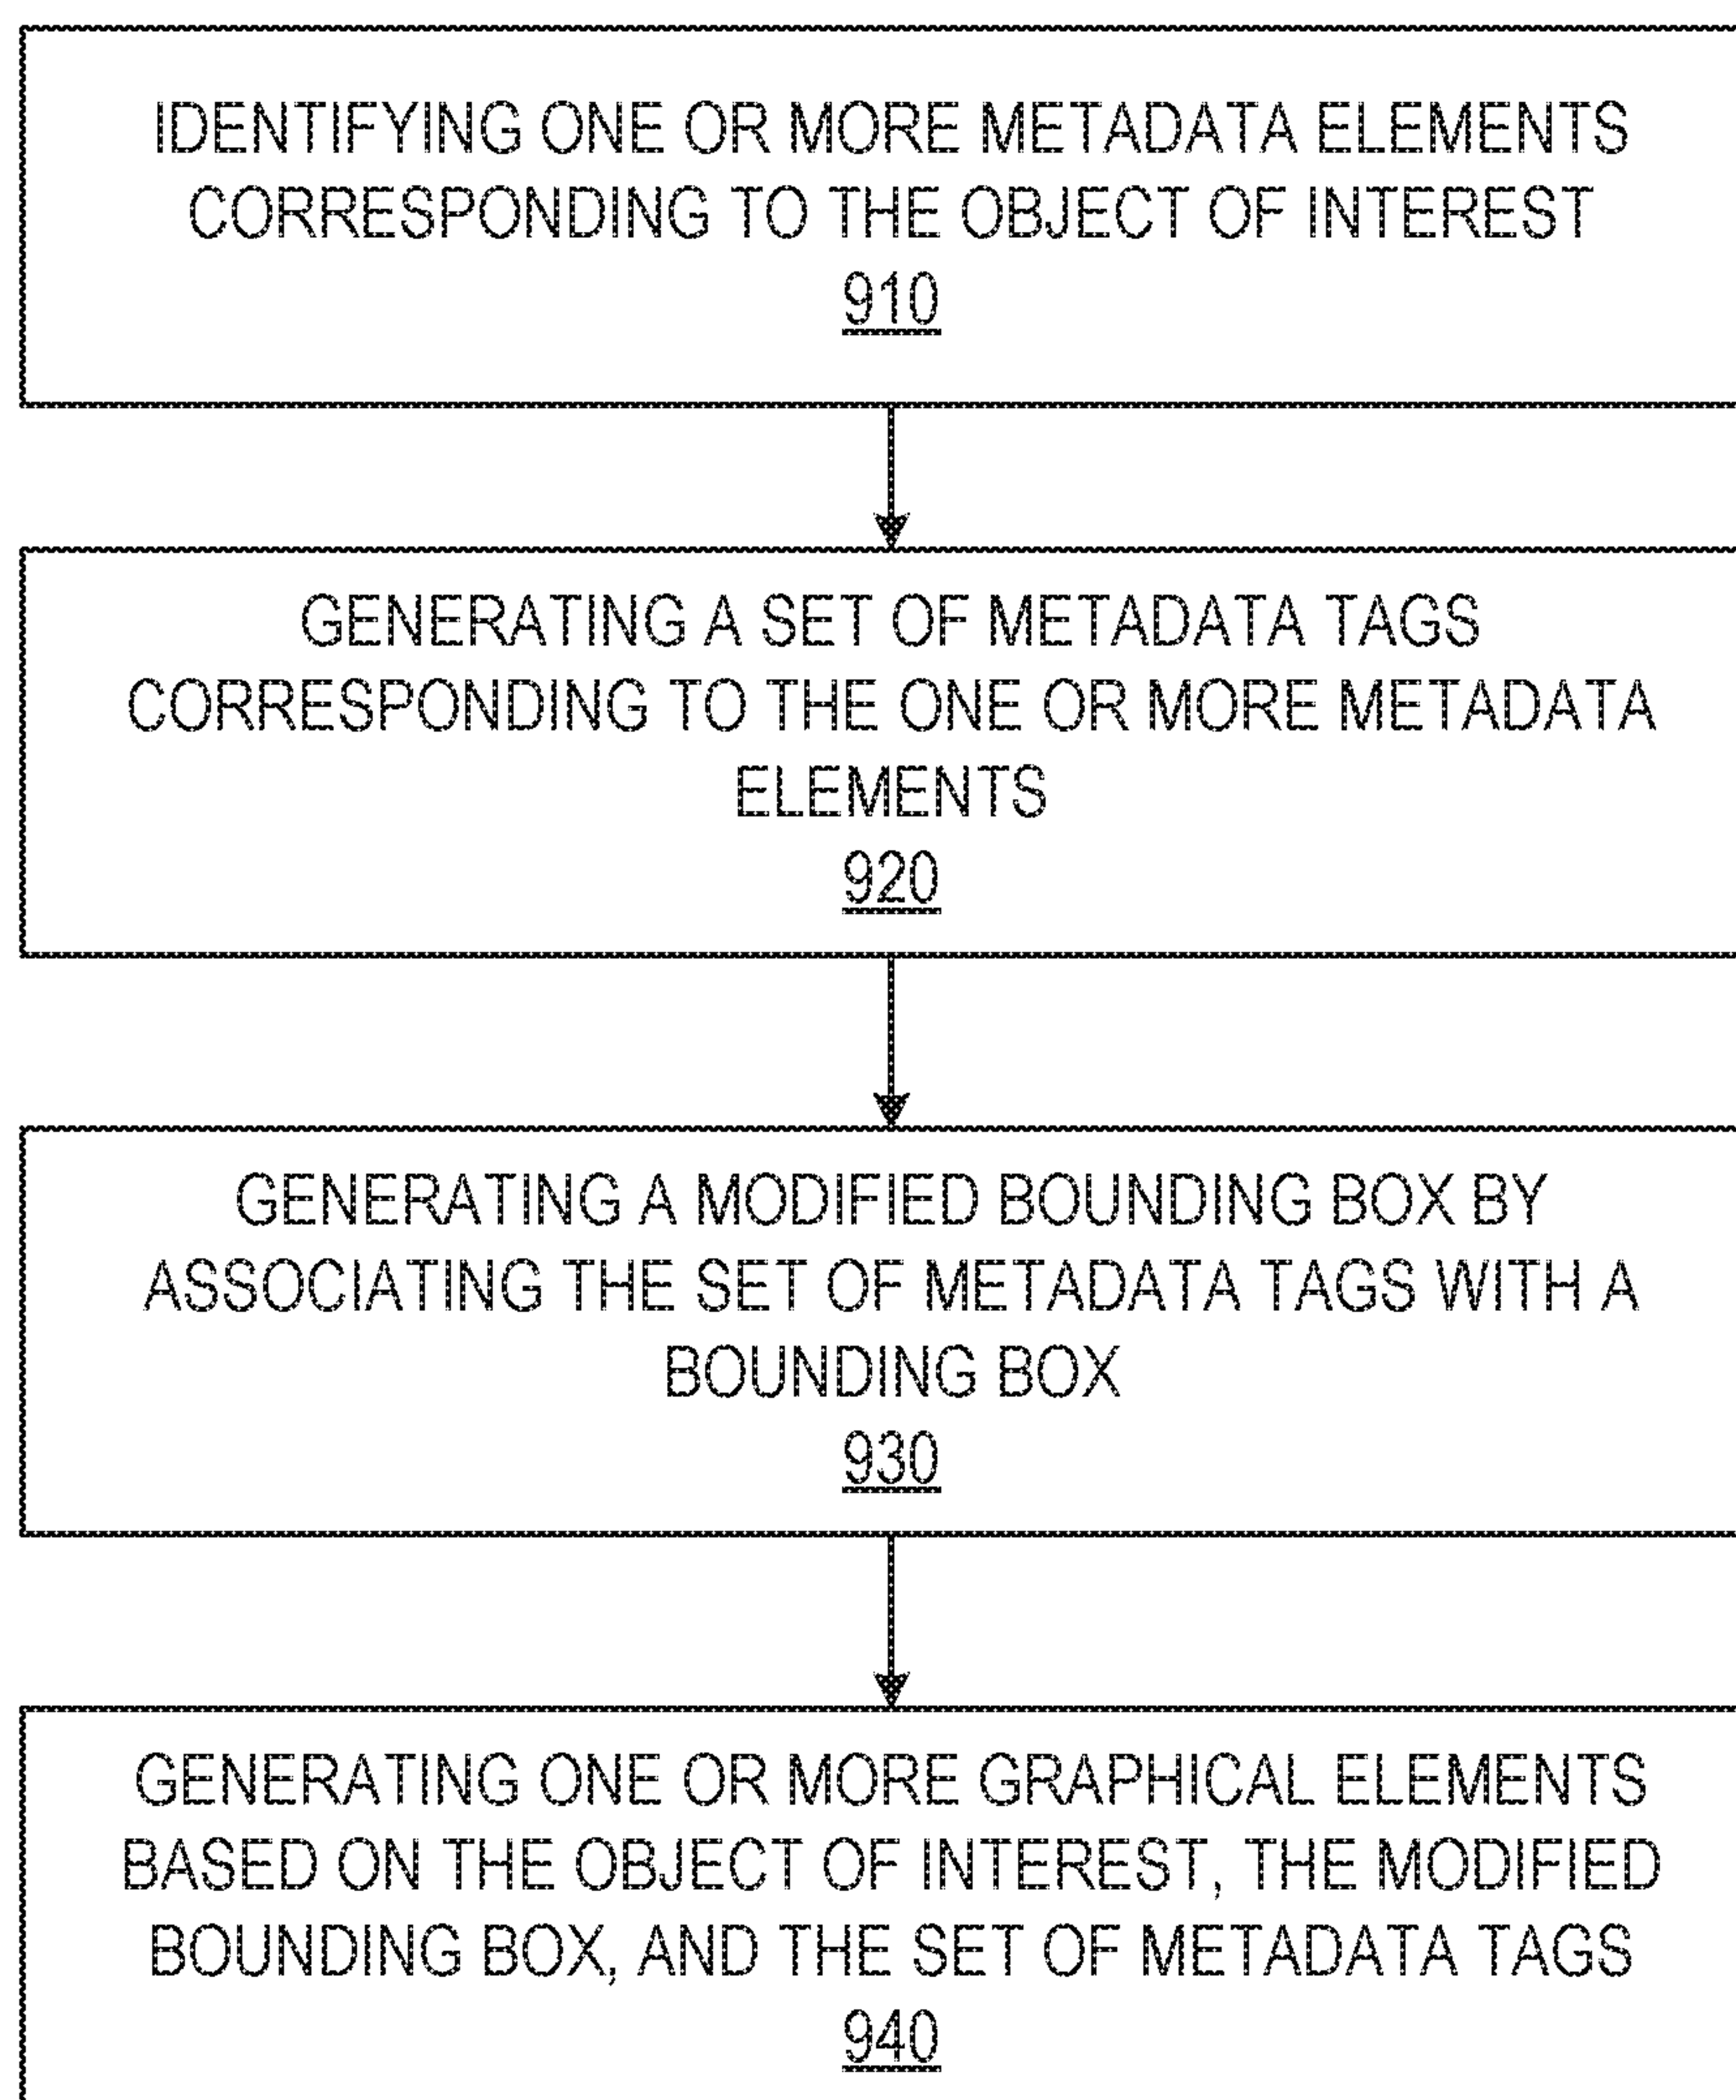 IDENTIFYING ONE OR MORE METADATA ELEMENTS
CORRESPONDING TO THE OBJECT OF INTEREST
910
GENERATING A SET OF METADATA TAGS
CORRESPONDING TO THE ONE OR MORE METADATA
ELEMENTS
920
GENERATING A MODIFIED BOUNDING BOX BY
ASSOCIATING THE SET OF METADATA TAGS WITH A
BOUNDING BOX
930
GENERATING ONE OR MORE GRAPHICAL ELEMENTS
BASED ON THE OBJECT OF INTEREST, THE MODIFIED
BOUNDING BOX, AND THE SET OF METADATA TAGS
940